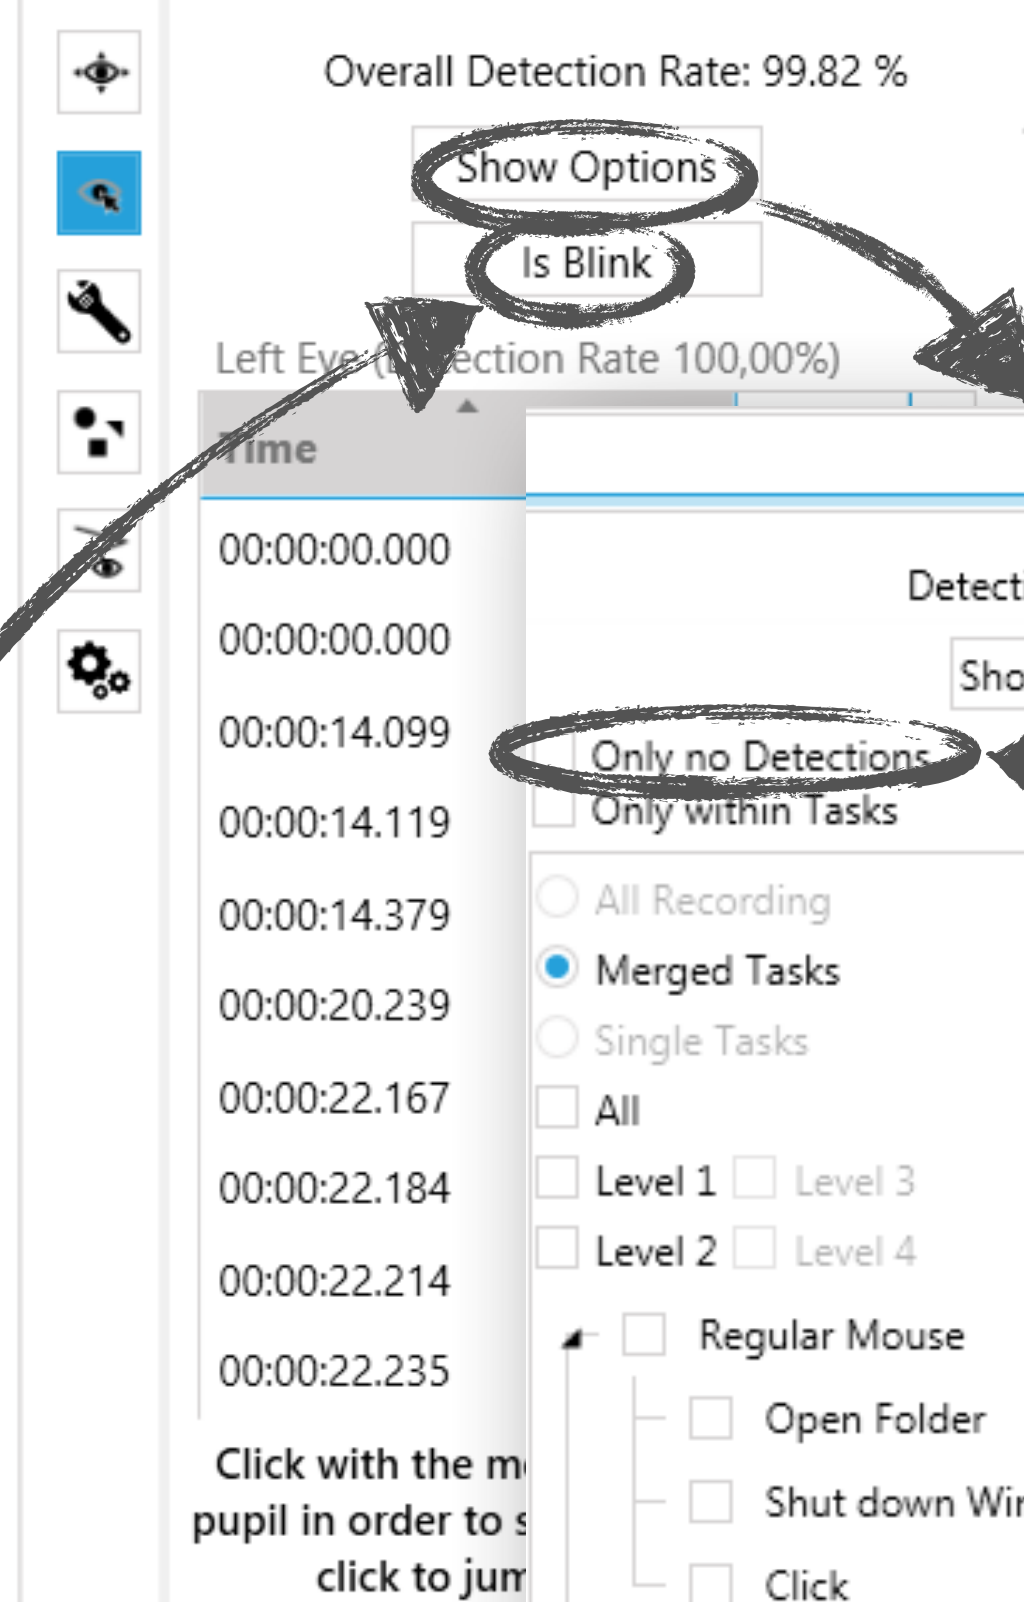 Overall Detection Rate: 99.82 %
Show Options
Is Blink
Left Eye (Detection Rate 100,00%)
Time
00:00:00.000
00:00:00.000
00:00:14.099
00:00:14.119
00:00:14.379
00:00:20.239
00:00:22.167
00:00:22.184
00:00:22.214
00:00:22.235
Click with the
pupil in order to
click to
Only no Detections
Only within Tasks
All Recording
Merged Tasks
Single Tasks
All
Level 1 Level 3
Level 2 Level 4
Regular Mouse
Open Folder
Shut down
Click